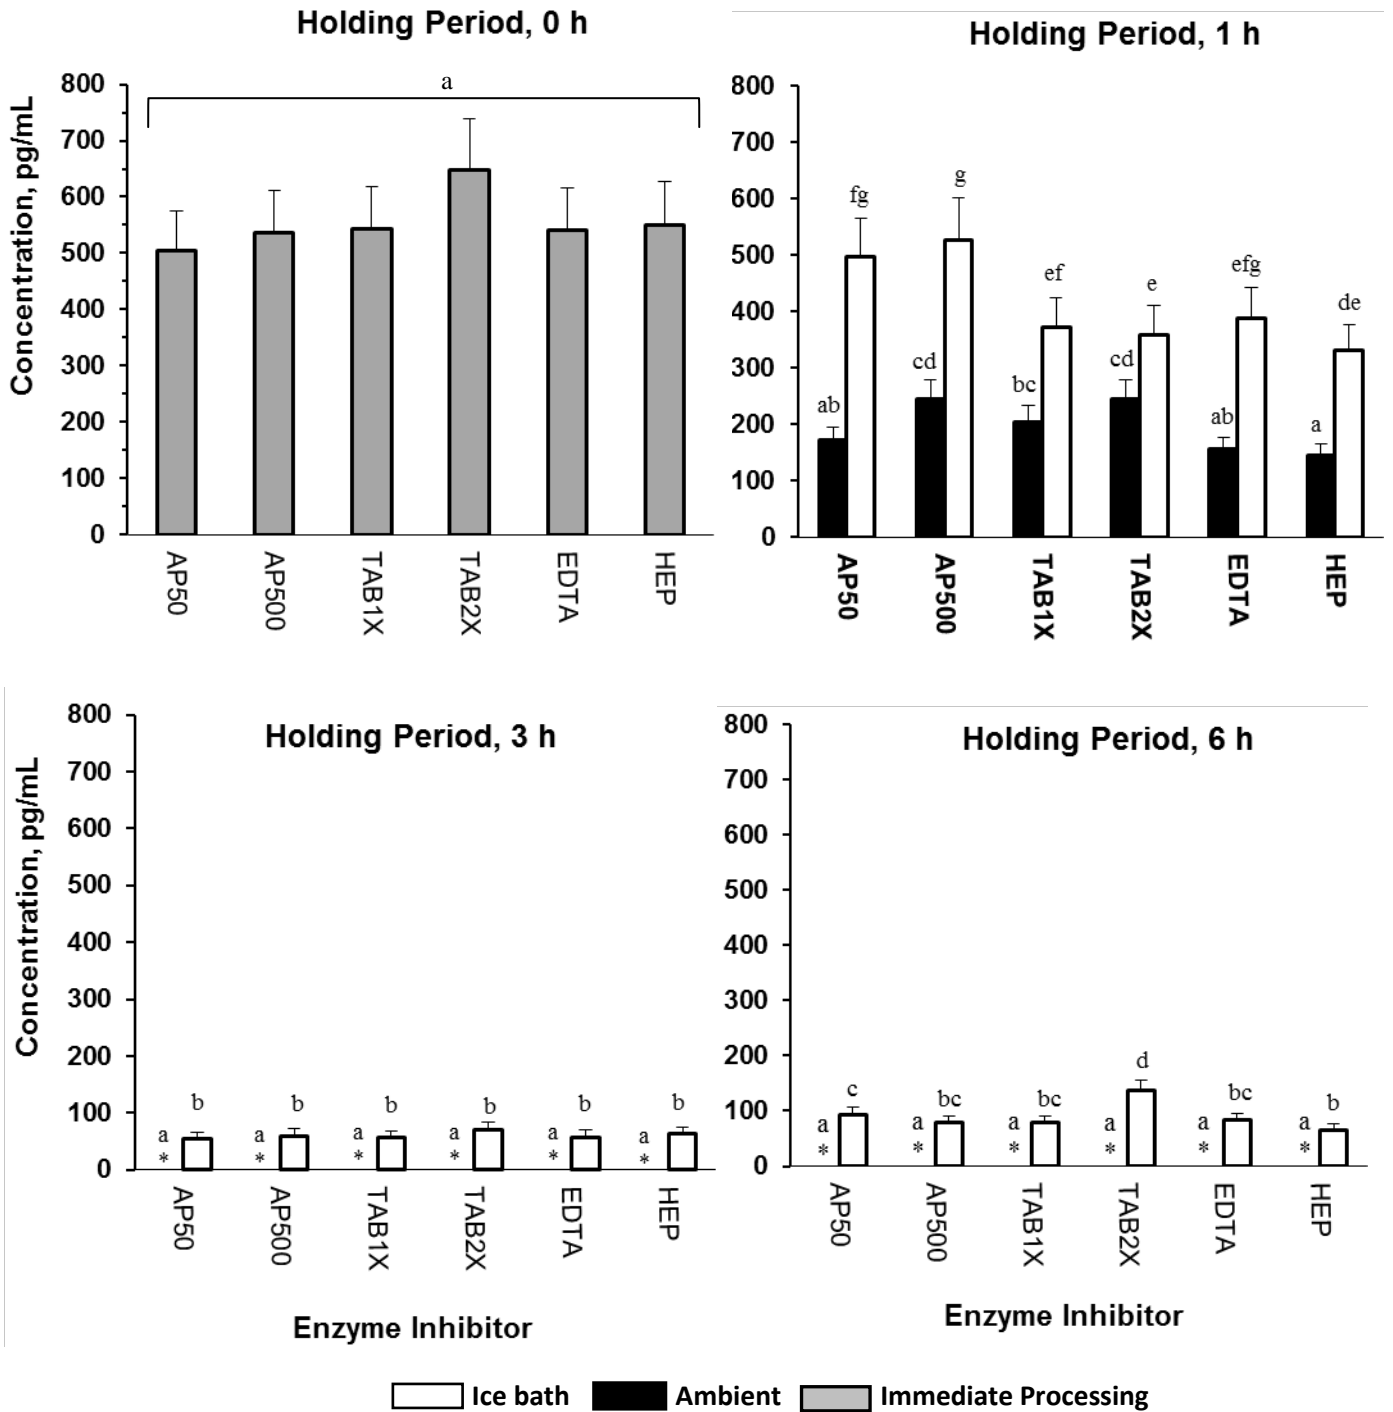 Holding Period, 0 h
Concentration, pg/mL
800
700
600
500
400
300
200
100
0
a
AP50
AP500
TAB1X
TAB2X
EDTA
HEP
Holding Period, 1 h
800
700
600
500
400
300
200
100
0
ab
fg
cd
g
bc
ef
cd
e
ab
efg
a
de
AP50
AP500
TAB1X
TAB2X
EDTA
HEP
Holding Period, 3 h
Concentration, pg/mL
800
700
600
500
400
300
200
100
0
a
*
b
a
*
b
a
*
b
a
*
b
a
*
b
a
*
b
AP50
AP500
TAB1X
TAB2X
EDTA
HEP
Enzyme Inhibitor
Holding Period, 6 h
800
700
600
500
400
300
200
100
0
a
*
c
a
*
bc
a
*
bc
a
*
d
a
*
bc
a
*
b
AP50
AP500
TAB1X
TAB2X
EDTA
HEP
Enzyme Inhibitor
Ice bath Ambient Immediate Processing